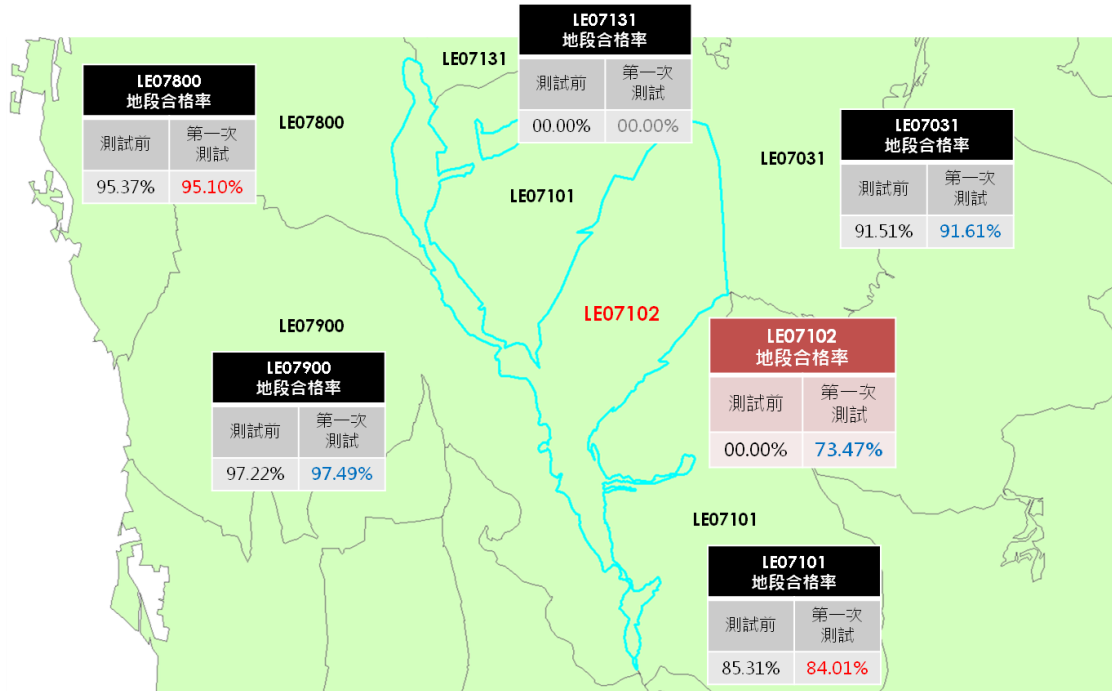 LE07131
地段合格率
測試前
第一次
測試
00.00%
00.00%
LE07131
LE07800
地段合格率
測試前
第一次
測試
95.37%
95.10%
LE07800
LE07031
LE07031
地段合格率
測試前
第一次
測試
91.51%
91.61%
LE07101
LE07102
LE07900
LE07900
地段合格率
測試前
第一次
測試
97.22%
97.49%
LE07102
地段合格率
測試前
第一次
測試
00.00%
73.47%
LE07101
LE07101
地段合格率
測試前
第一次
測試
85.31%
84.01%